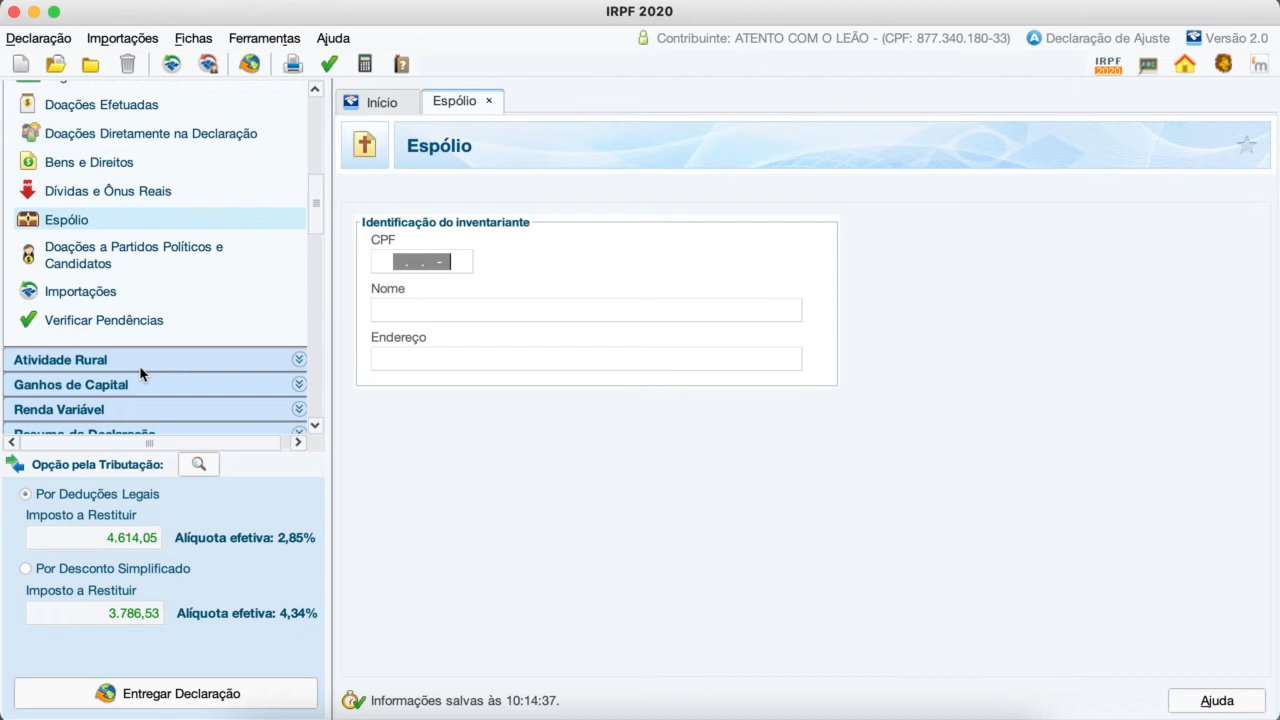 IRPF 2020
Declaração Importações Fichas Ferramentas Ajuda
Contribuinte: ATENTO COM O LEÃO - (CPF: 877.340.180-33) Declaração de Ajuste Versão 2.0
IRPF
2020
Doações Efetuadas
Doações Diretamente na Declaração
Bens e Direitos
Dívidas e Ônus Reais
Espólio
Doações a Partidos Políticos e
Candidatos
Importações
Verificar Pendências
Atividade Rural
Ganhos de Capital
Renda Variável
Resumo da Declaração
Opção pela Tributação:
Por Deduções Legais
Imposto a Restituir
4.614,05 Alíquota efetiva: 2,85%
Por Desconto Simplificado
Imposto a Restituir
3.786,53 Alíquota efetiva: 4,34%
Entregar Declaração
Início Espólio ×
Espólio
Identificação do inventariante
CPF
. . -
Nome
Endereço
Informações salvas às 10:14:37.
Ajuda